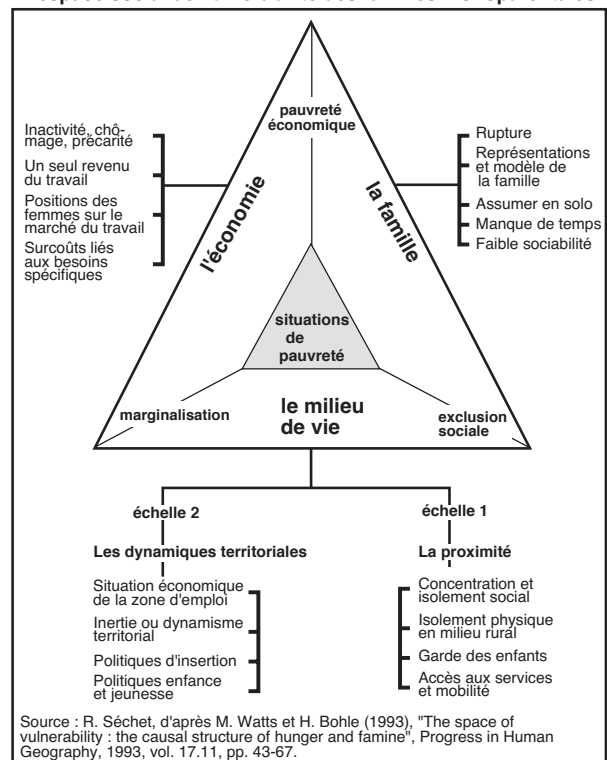 pauvreté
économique
l'économie
la famille
Inactivité, chô-
mage, précarité
Un seul revenu
du travail
Positions des
femmes sur le
marché du travail
Surcoûts liés
aux besoins
spécifiques
Rupture
Représentations
et modèle de
la famille
Assumer en solo
Manque de temps
Faible sociabilité
situations
de
pauvreté
marginalisation
le milieu
de vie
exclusion
sociale
échelle 2
Les dynamiques territoriales
Situation économique
de la zone d'emploi
Inertie ou dynamisme
territorial
Politiques d'insertion
Politiques enfance
et jeunesse
échelle 1
La proximité
Concentration et
isolement social
Isolement physique
en milieu rural
Garde des enfants
Accès aux services
et mobilité
Source : R. Séchet, d'après M. Watts et H. Bohle (1993), "The space of
vulnerability : the causal structure of hunger and famine", Progress in Human
Geography, 1993, vol. 17.11, pp. 43-67.